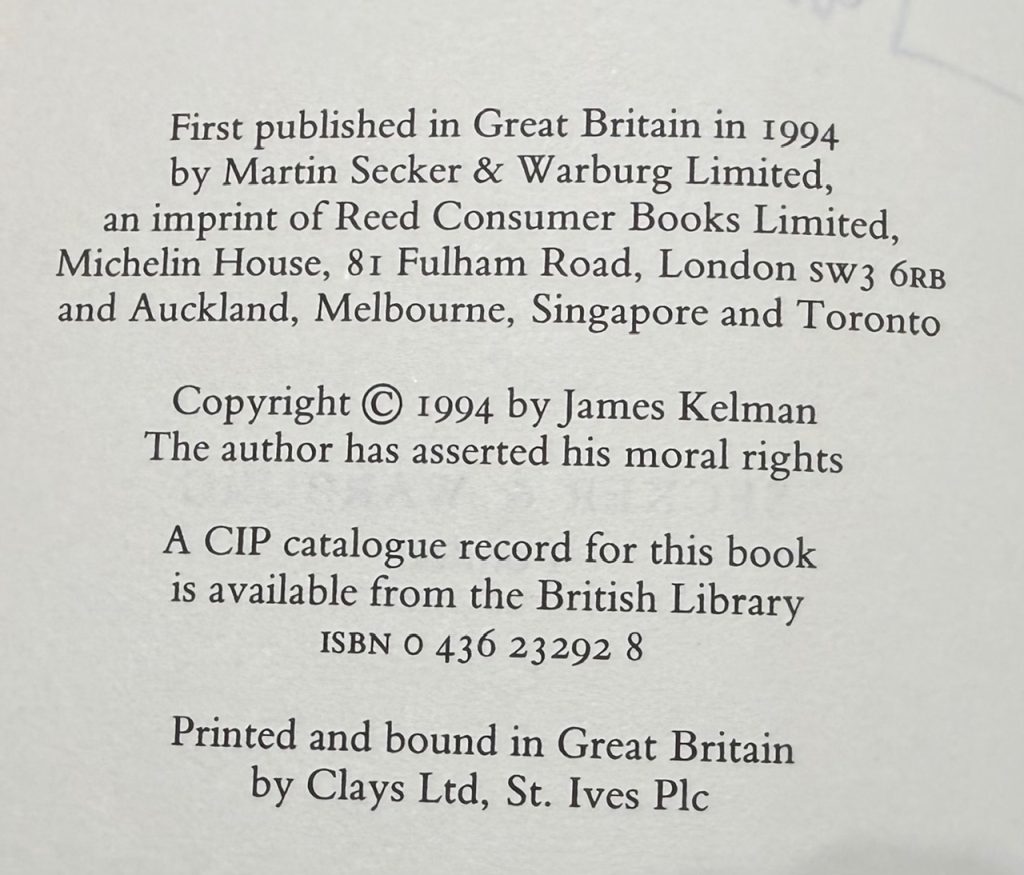 First published in Great Britain in 1994
by Martin Secker & Warburg Limited,
an imprint of Reed Consumer Books Limited,
Michelin House, 81 Fulham Road, London SW3 6RB
and Auckland, Melbourne, Singapore and Toronto
Copyright © 1994 by James Kelman
The author has asserted his moral rights
A CIP catalogue record for this book
is available from the British Library
ISBN 0 436 23292 8
Printed and bound in Great Britain
by Clays Ltd, St. Ives Plc